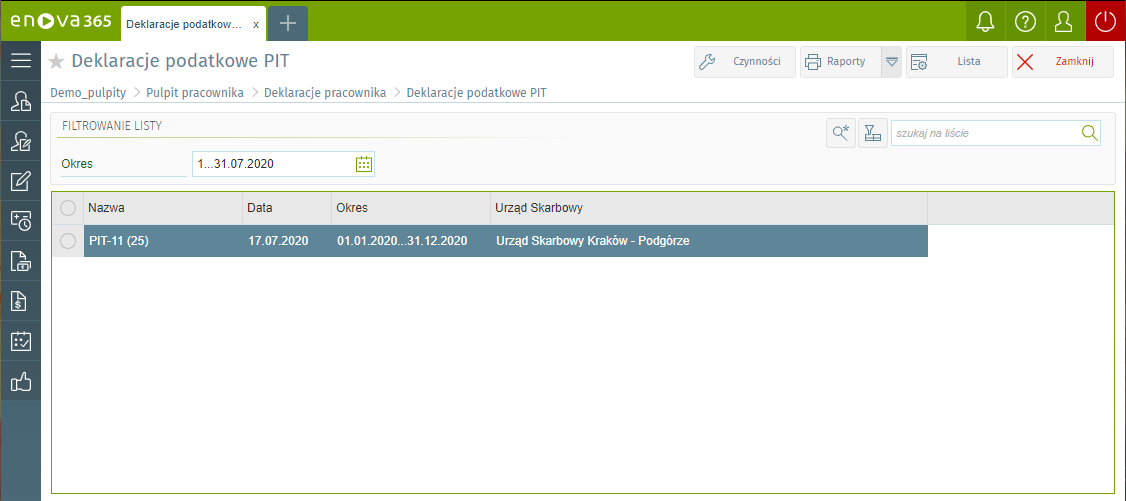 enova365
Deklaracje podatkow... x
Deklaracje podatkowe PIT
Czynności
Raporty
Lista
Zamknij
Demo_pulpity > Pulpit pracownika > Deklaracje pracownika > Deklaracje podatkowe PIT
FILTROWANIE LISTY
szukaj na liście
Okres
1...31.07.2020
Nazwa Data Okres Urząd Skarbowy
PIT-11 (25) 17.07.2020 01.01.2020...31.12.2020 Urząd Skarbowy Kraków - Podgórze